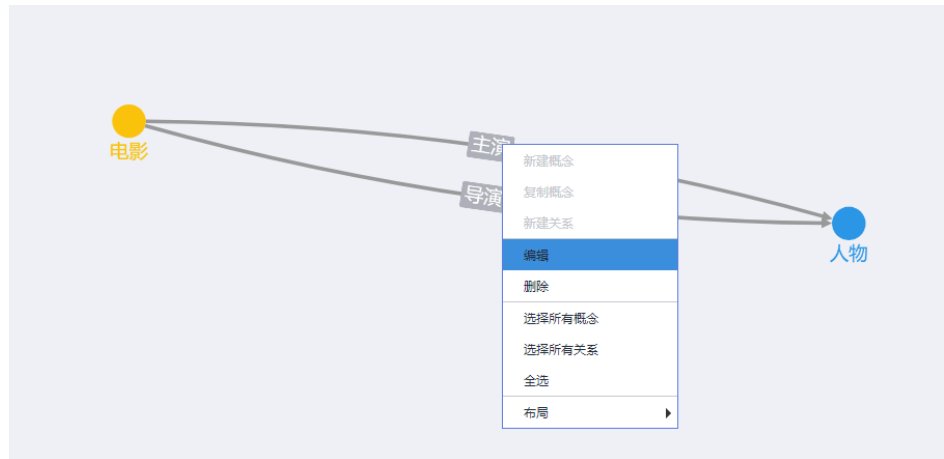 电影
主演
导演
人物
新建概念
复制概念
新建关系
编辑
删除
选择所有概念
选择所有关系
全选
布局